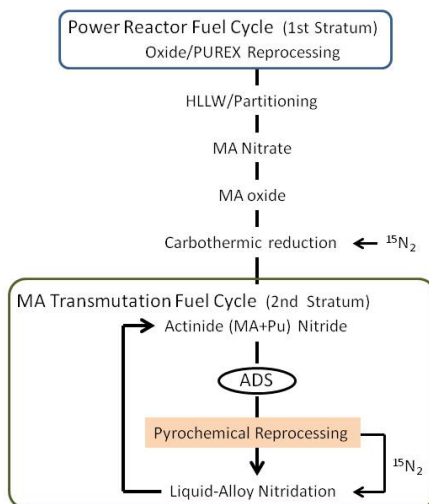 Power Reactor Fuel Cycle (1st Stratum)
Oxide/PUREX Reprocessing
HLLW/Partitioning
MA Nitrate
MA oxide
Carbothermic reduction
¹⁵N₂
MA Transmutation Fuel Cycle (2nd Stratum)
Actinide (MA+Pu) Nitride
ADS
Pyrochemical Reprocessing
¹⁵N₂
Liquid-Alloy Nitridation